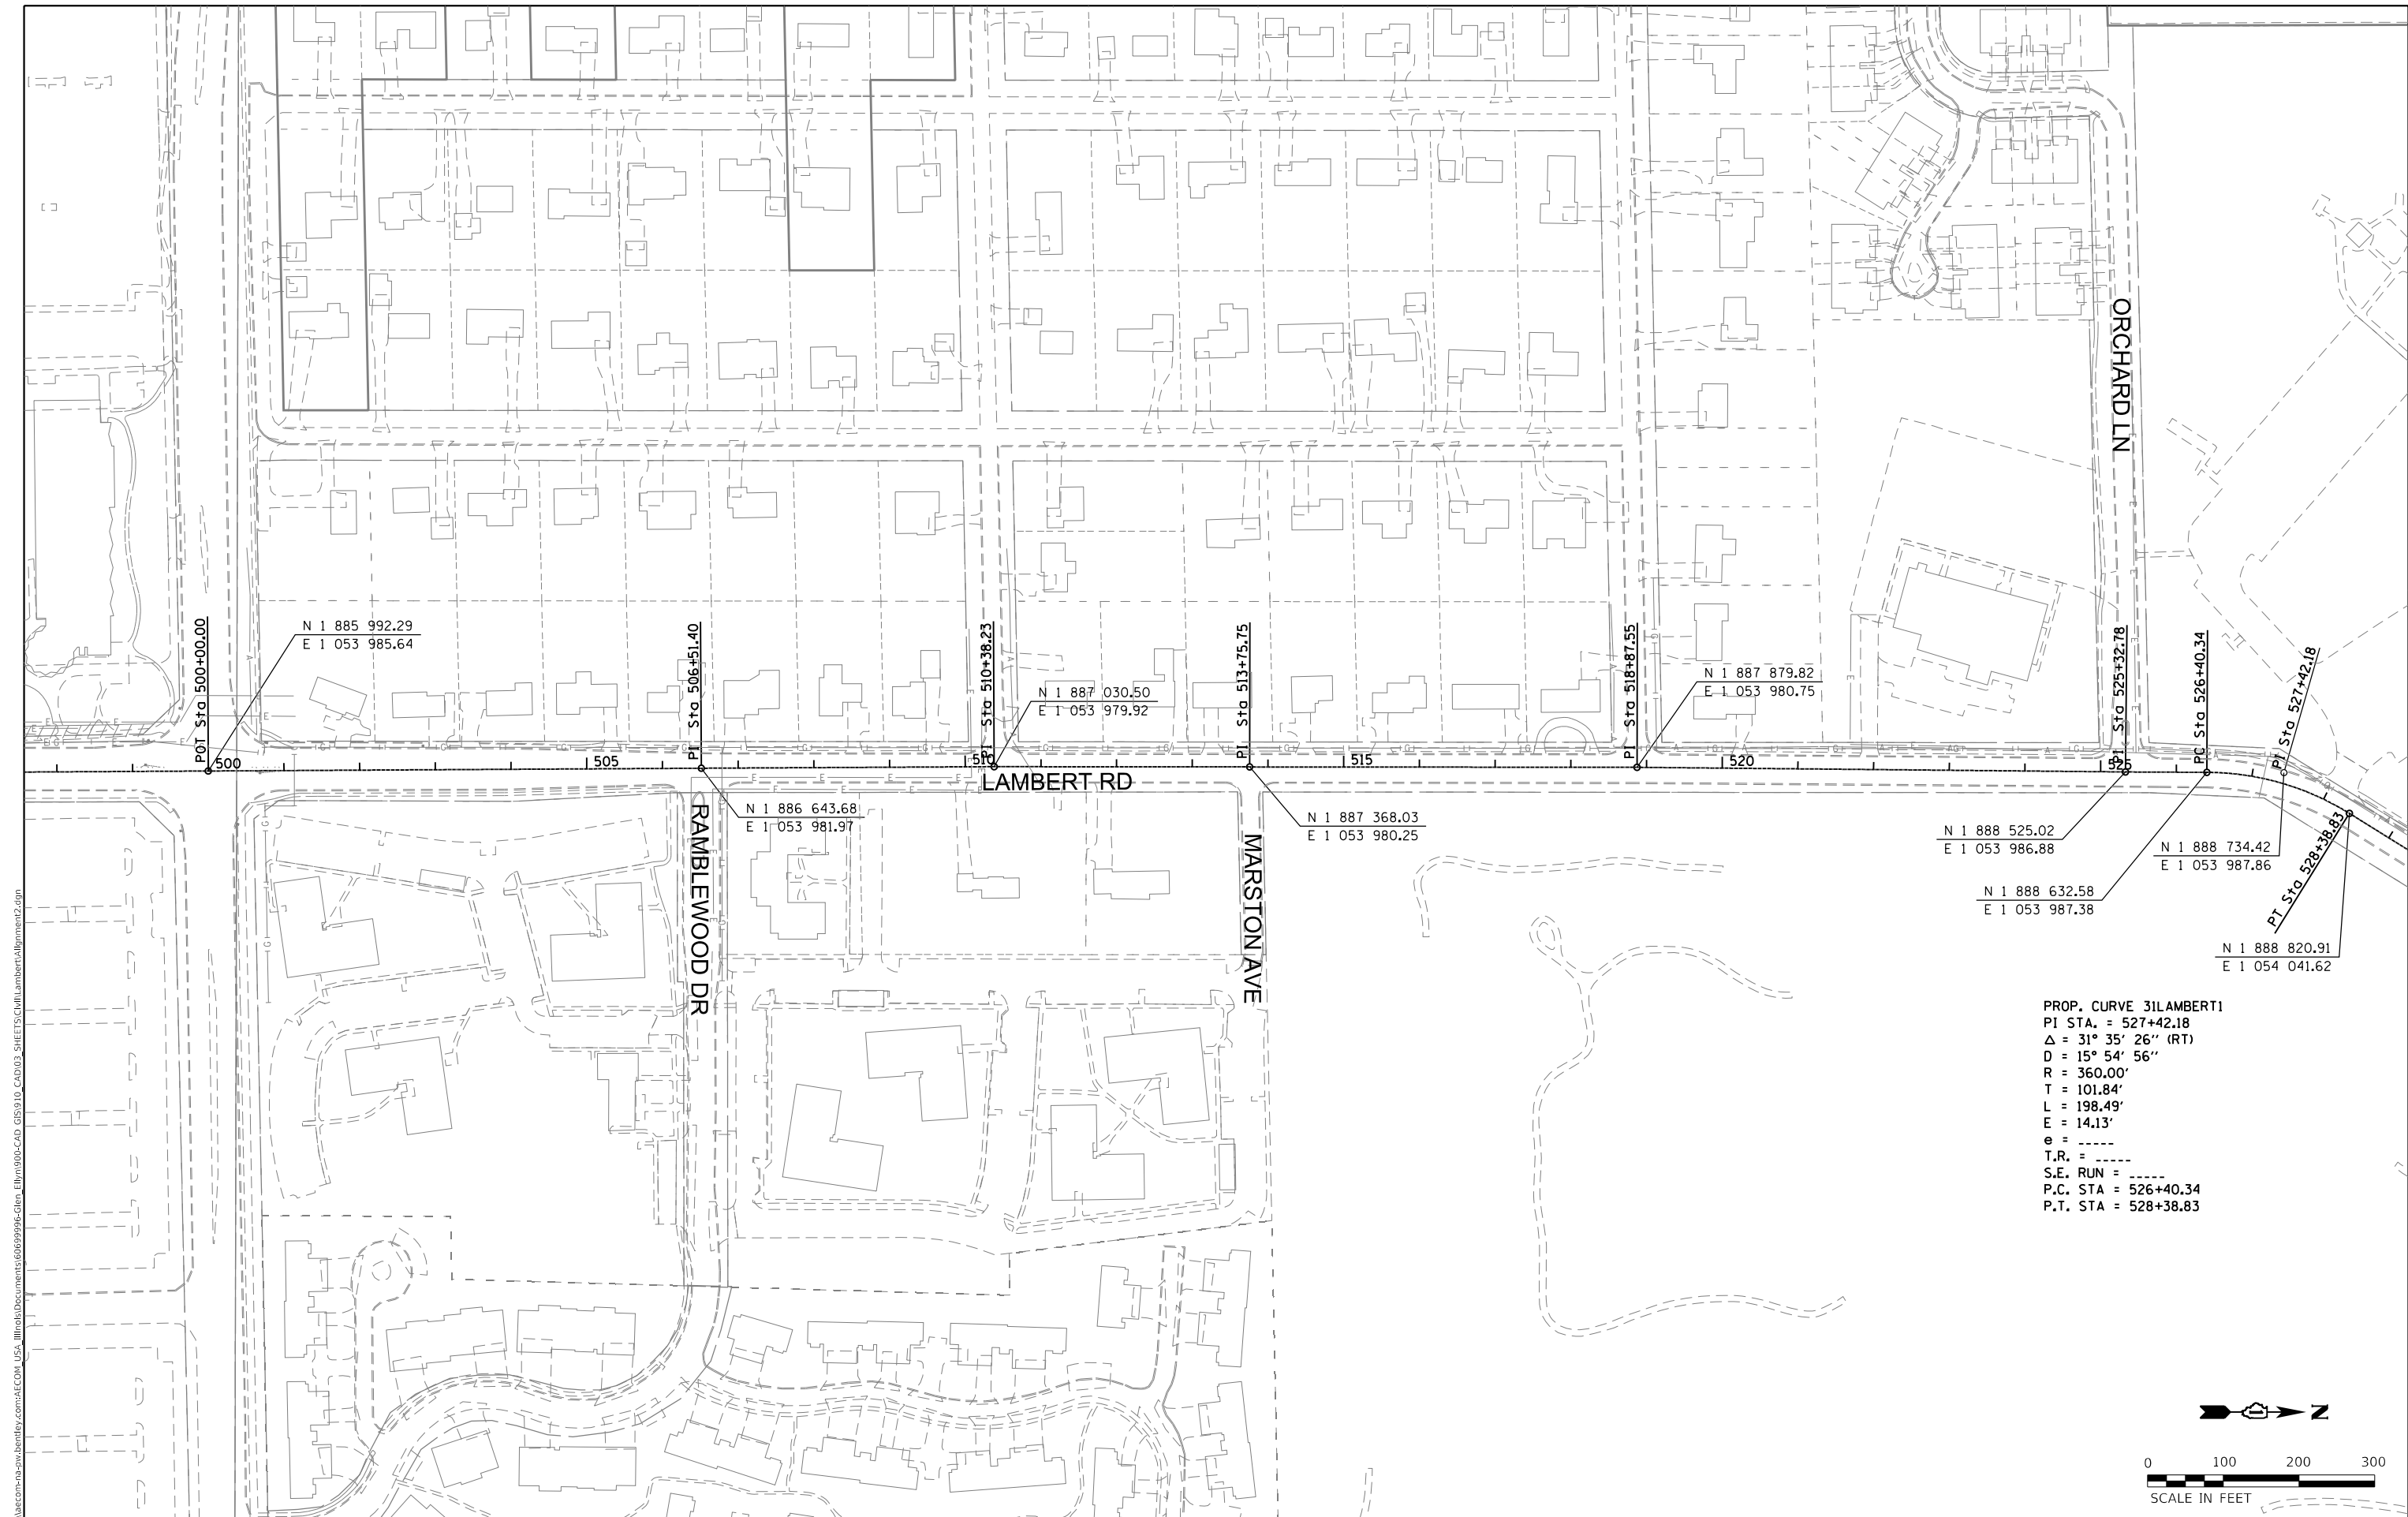 ORCHARD LN
POT Sta 500+00.00
N 1 885 992.29
E 1 053 985.64
PI Sta 506+51.40
PI Sta 510+38.23
N 1 887 030.50
E 1 053 979.92
PI Sta 513+75.75
PI Sta 518+87.55
N 1 887 879.82
E 1 053 980.75
PI Sta 525+32.78
PC Sta 526+40.34
PI Sta 527+42.18
500
505
510
515
520
525
LAMBERT RD
N 1 886 643.68
E 1 053 981.97
RAMBLEWOOD DR
N 1 887 368.03
E 1 053 980.25
MARSTON AVE
N 1 888 525.02
E 1 053 986.88
N 1 888 734.42
E 1 053 987.86
N 1 888 632.58
E 1 053 987.38
PT Sta 528+38.83
N 1 888 820.91
E 1 054 041.62
PROP. CURVE 31LAMBERT1
PI STA. = 527+42.18
Δ = 31° 35' 26" (RT)
D = 15° 54' 56"
R = 360.00'
T = 101.84'
L = 198.49'
E = 14.13'
e = -----
T.R. = -----
S.E. RUN = -----
P.C. STA = 526+40.34
P.T. STA = 528+38.83
N
0 100 200 300
SCALE IN FEET